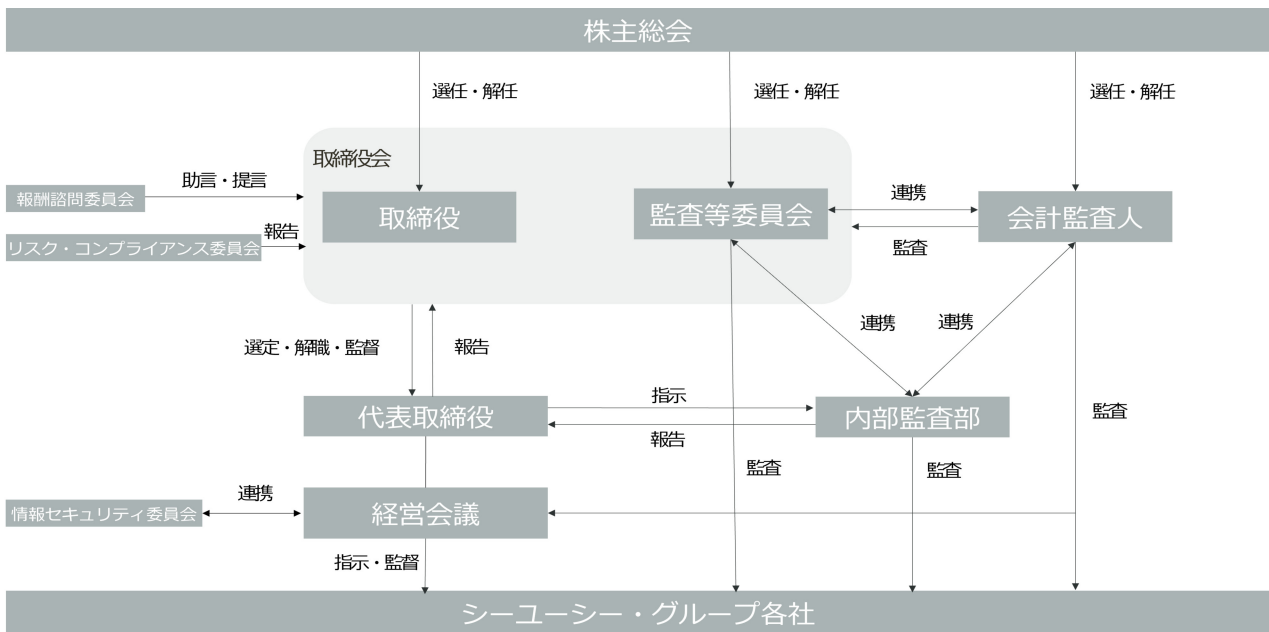 株主総会
選任・解任
選任・解任
選任・解任
取締役会
助言・提言
報酬諮問委員会
取締役
監査等委員会
連携
会計監査人
報告
リスク・コンプライアンス委員会
監査
選定・解職・監督
報告
連携
連携
代表取締役
指示
報告
内部監査部
監査
監査
監査
情報セキュリティ委員会
連携
経営会議
指示・監督
シーユーシー・グループ各社